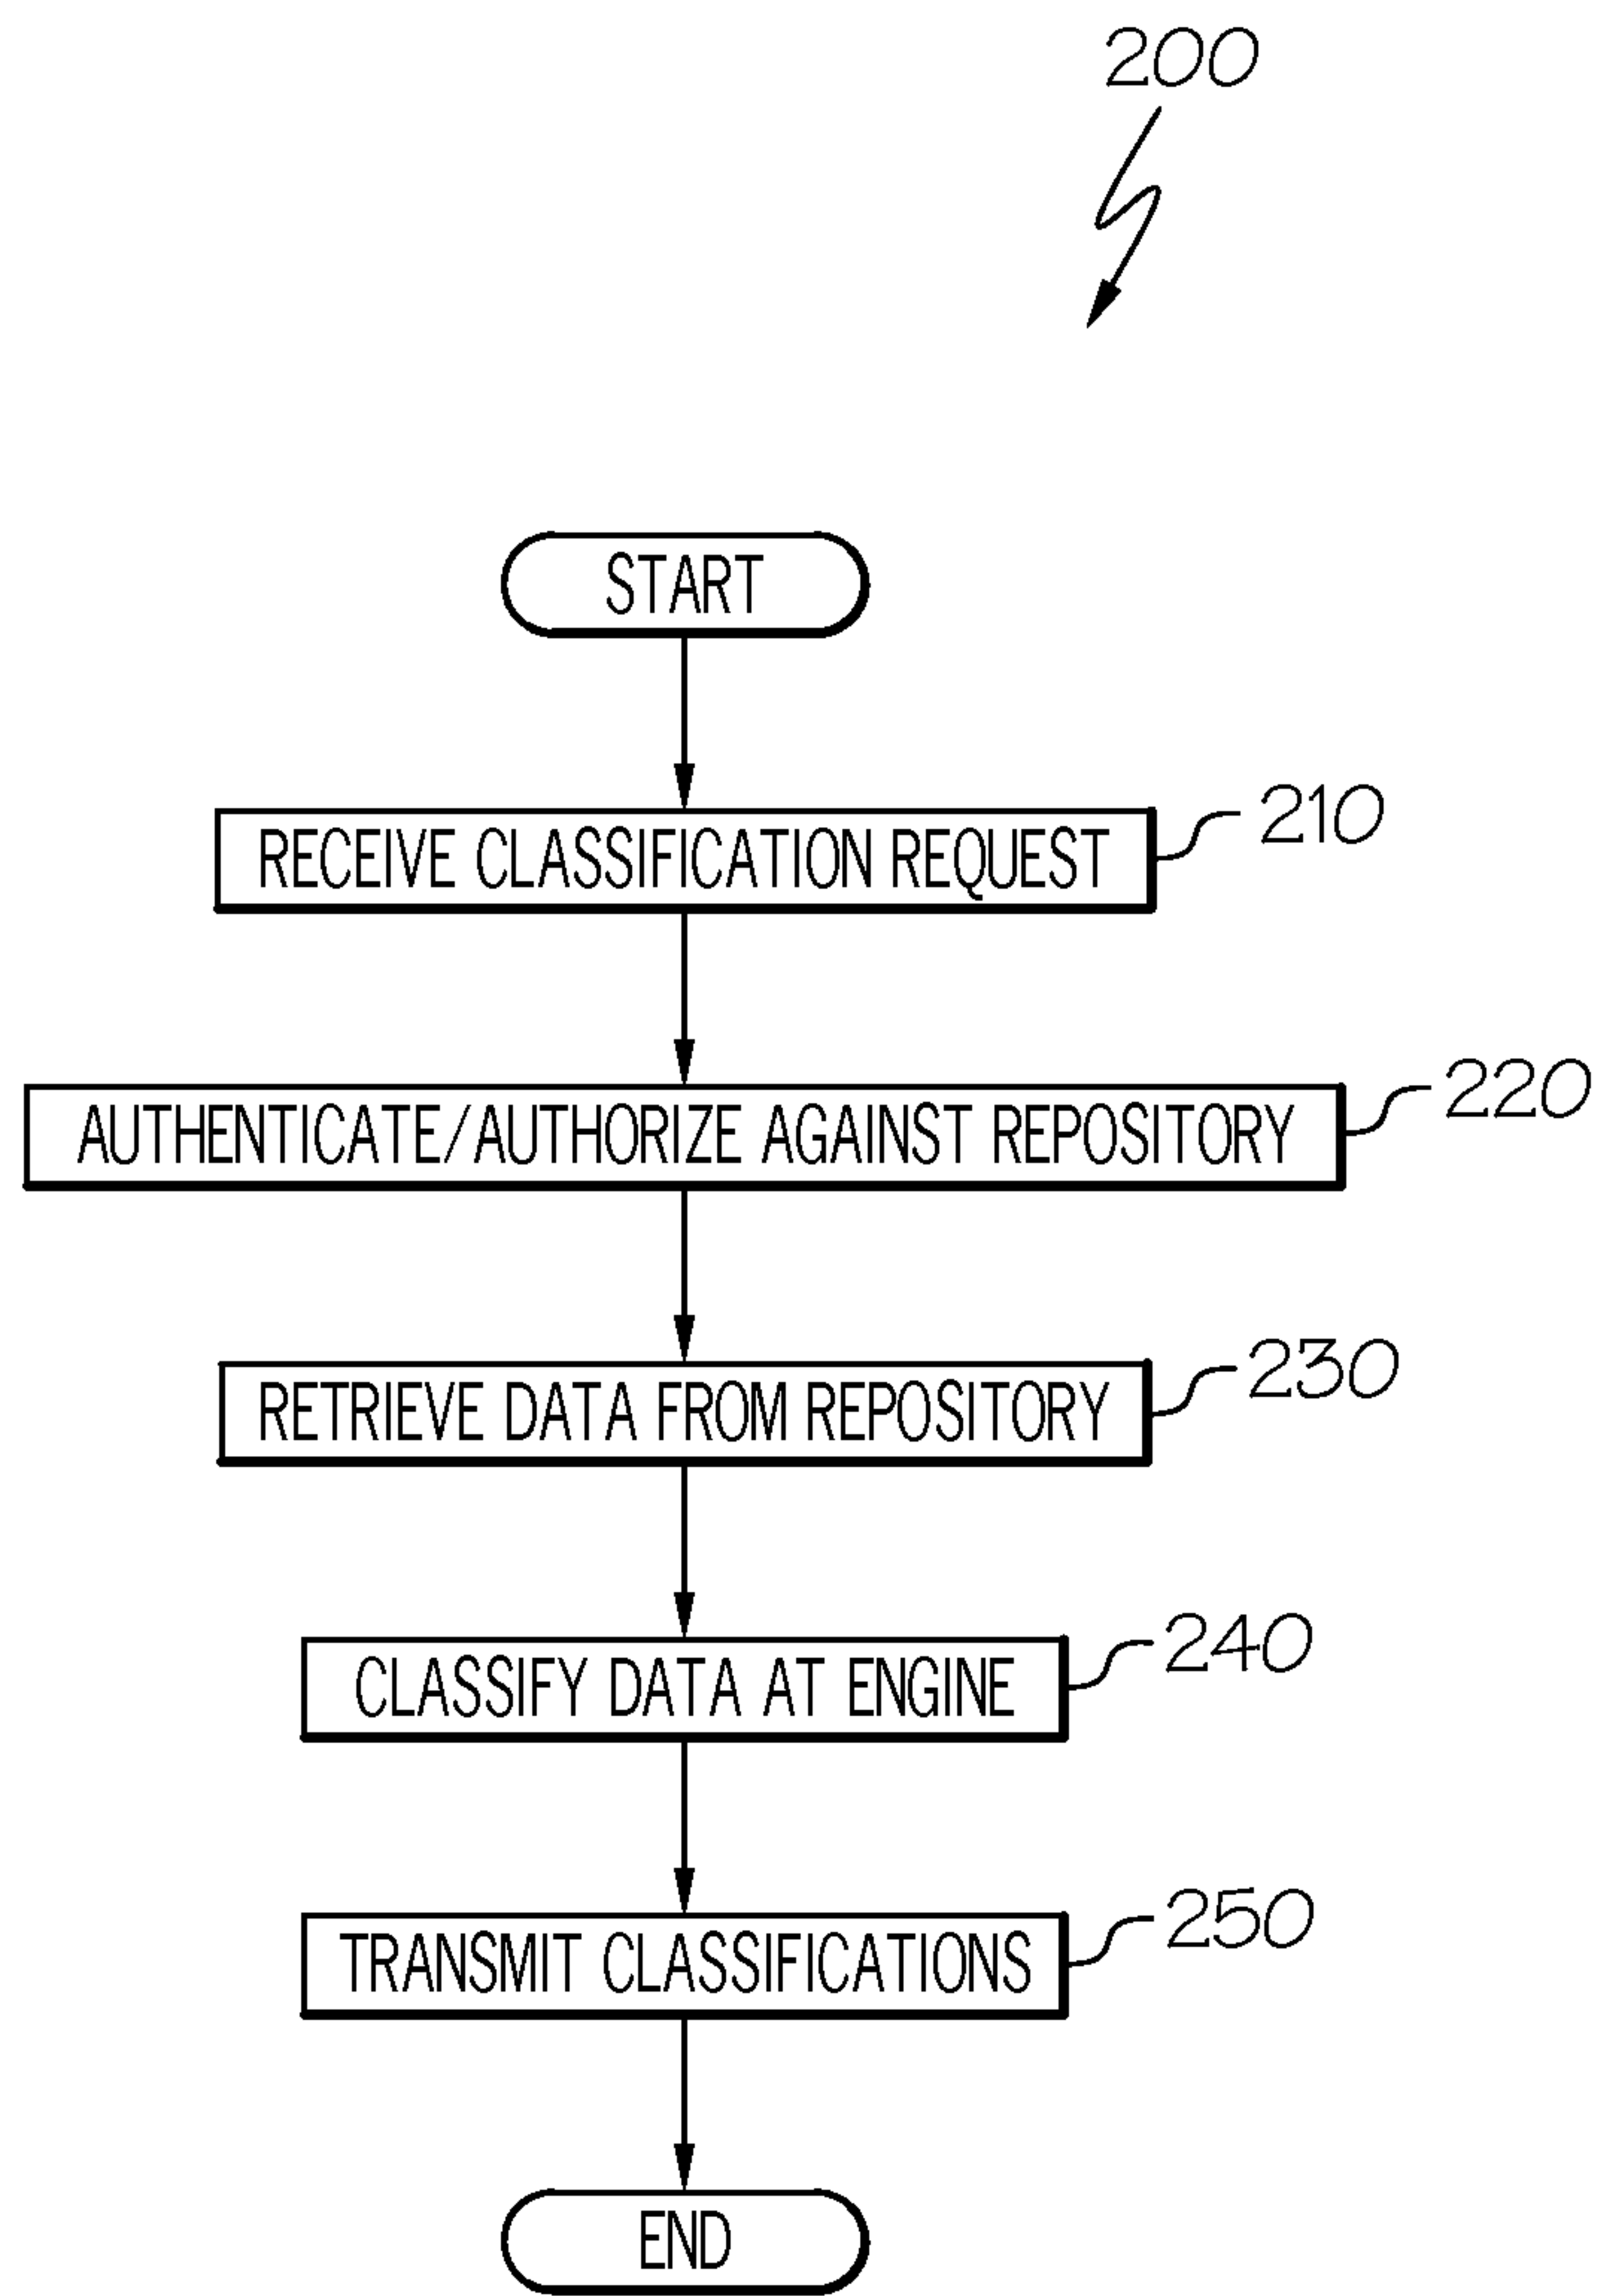 200
START
RECEIVE CLASSIFICATION REQUEST
210
AUTHENTICATE/AUTHORIZE AGAINST REPOSITORY
220
RETRIEVE DATA FROM REPOSITORY
230
CLASSIFY DATA AT ENGINE
240
TRANSMIT CLASSIFICATIONS
250
END